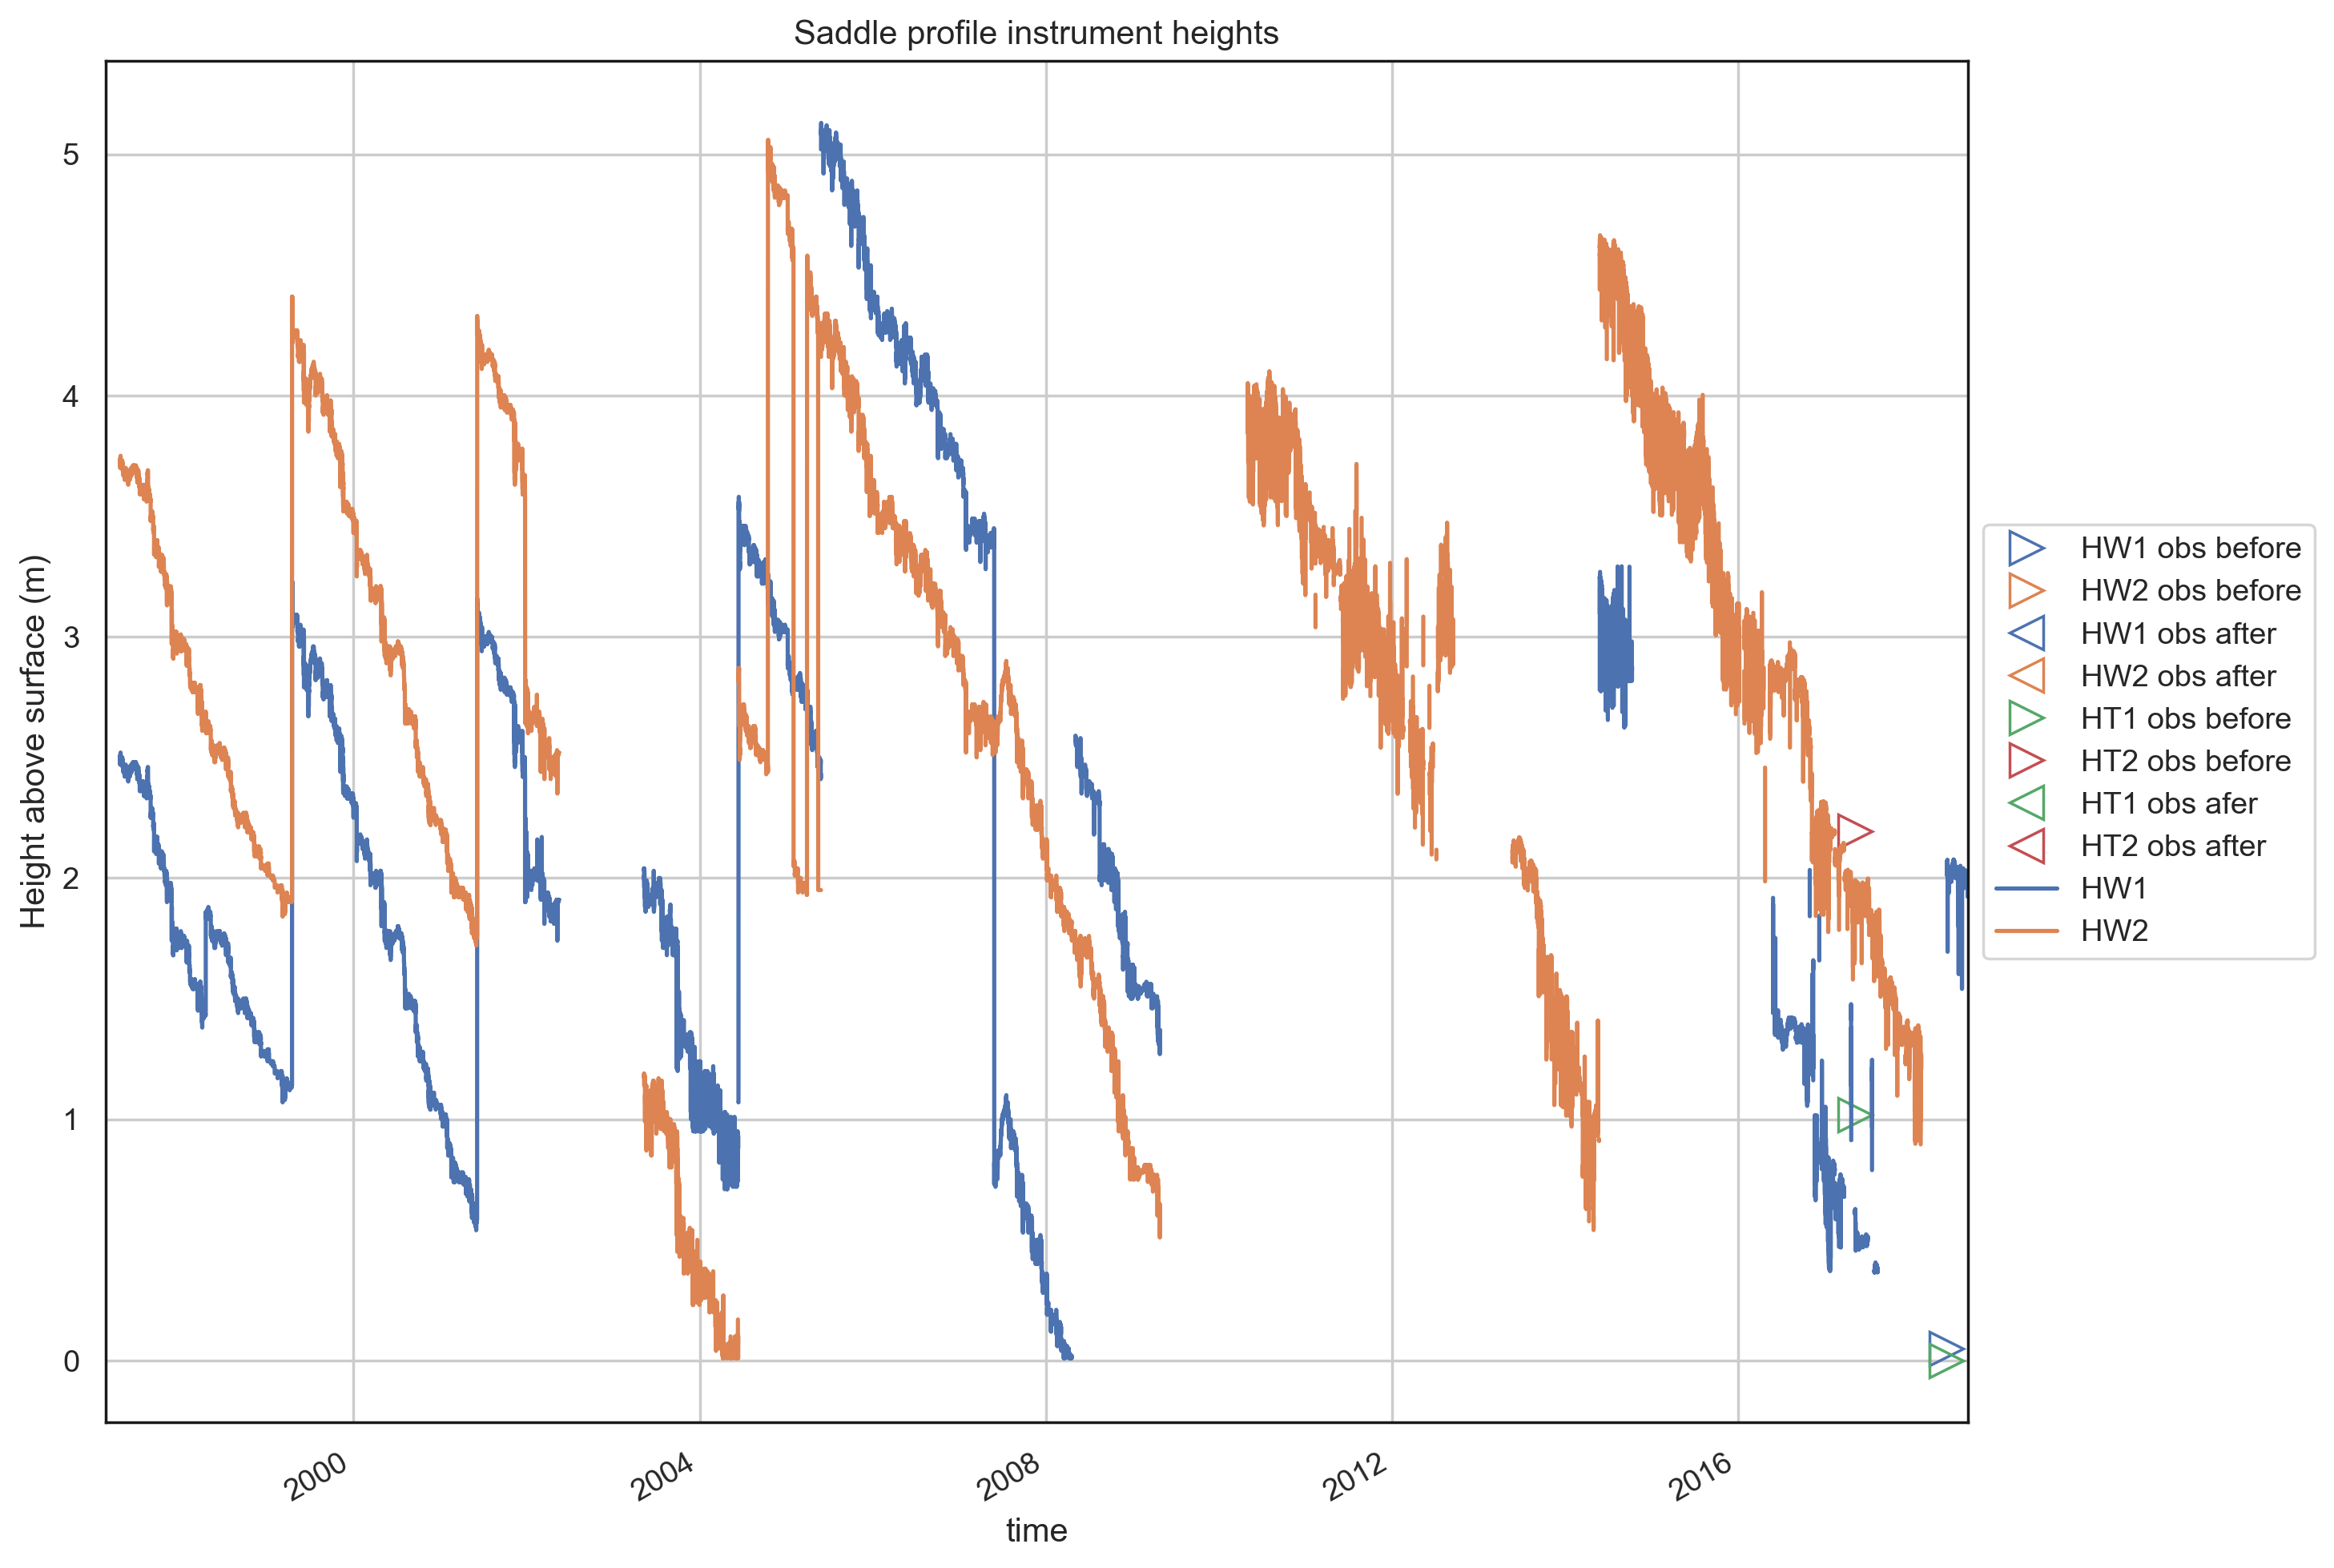 Saddle profile instrument heights
Height above surface (m)
5
4
3
2
1
0
2000
2004
2008
2012
2016
time
HW1 obs before
HW2 obs before
HW1 obs after
HW2 obs after
HT1 obs before
HT2 obs before
HT1 obs afer
HT2 obs after
HW1
HW2